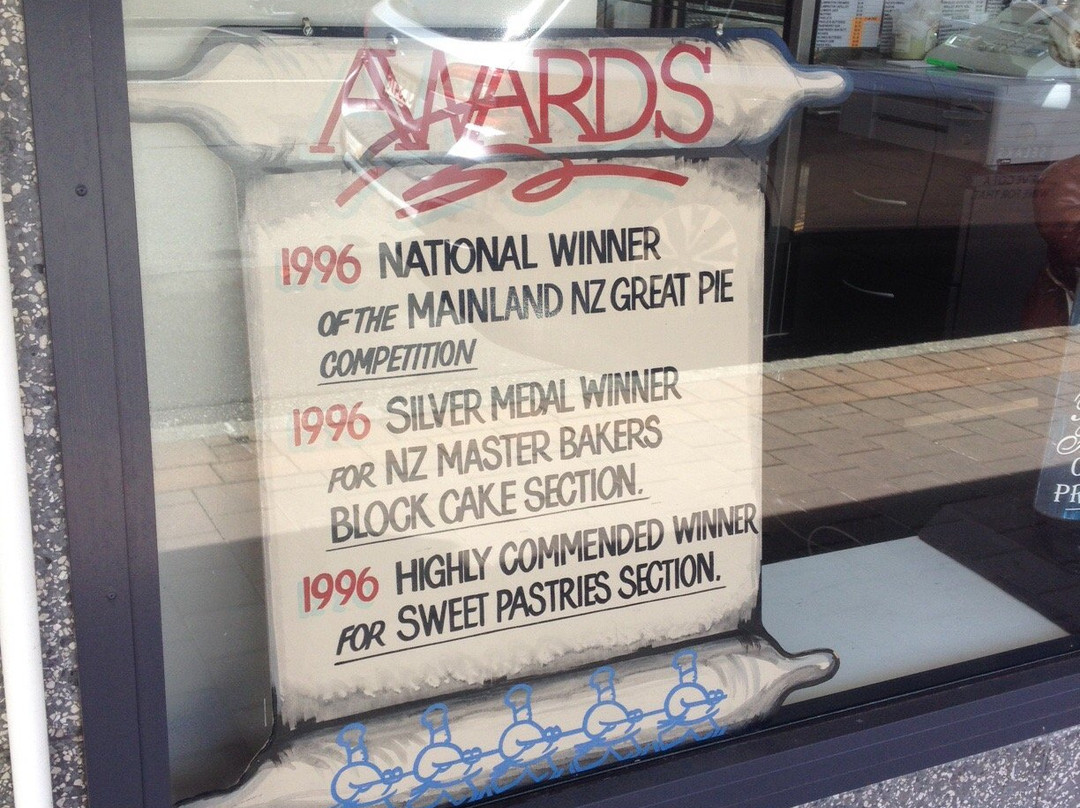 AWARDS
1996 NATIONAL WINNER
OF THE MAINLAND NZ GREAT PIE
COMPETITION
1996 SILVER MEDAL WINNER
FOR NZ MASTER BAKERS
BLOCK CAKE SECTION.
1996 HIGHLY COMMENDED WINNER
FOR SWEET PASTRIES SECTION.